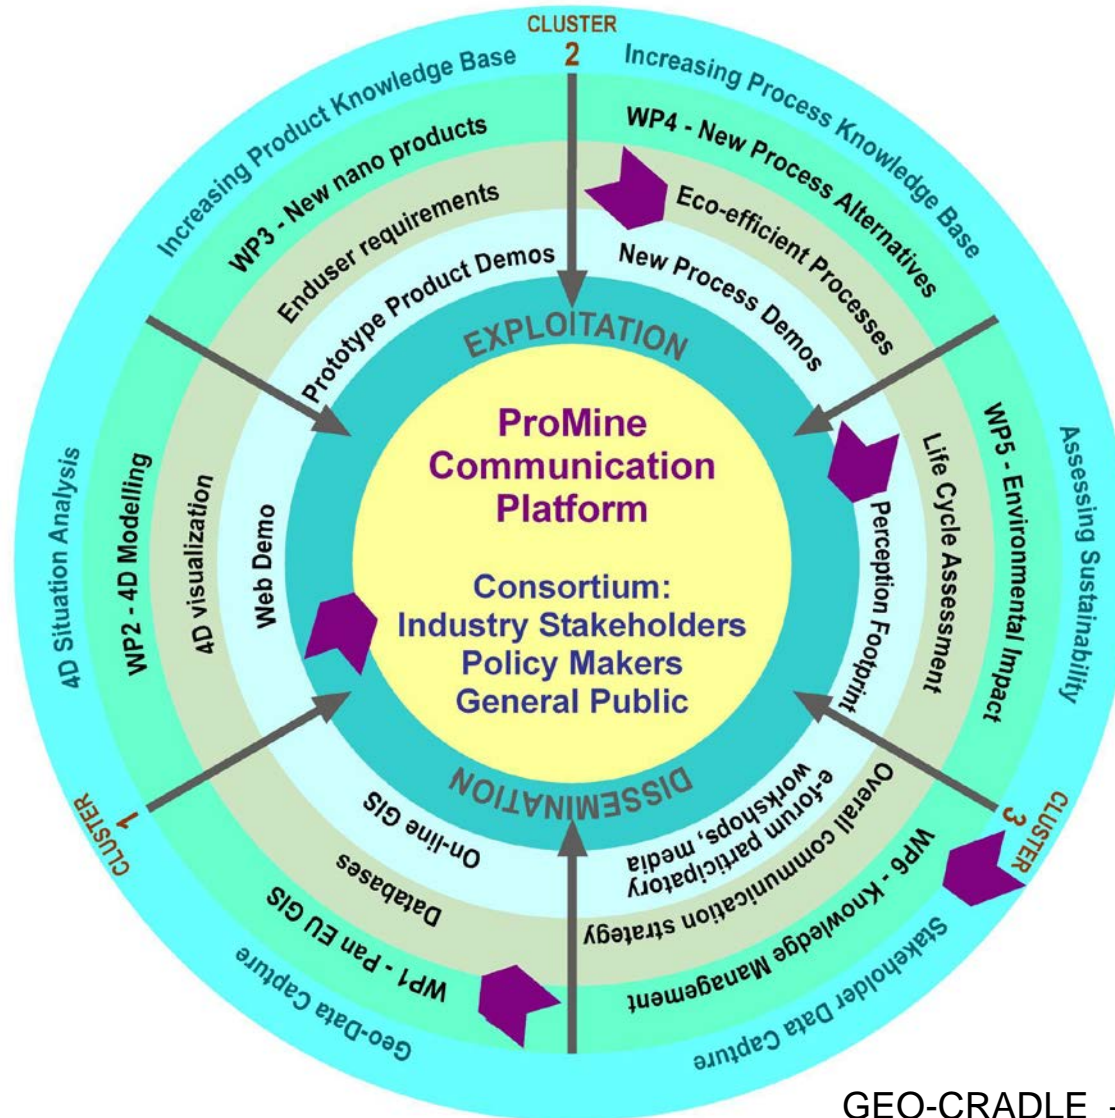 CLUSTER
2
Increasing Product Knowledge Base
Increasing Process Knowledge Base
WP3 - New nano products
WP4 - New Process Alternatives
Enduser requirements
Eco-efficient Processes
Prototype Product Demos
New Process Demos
EXPLOITATION
ProMine
Communication
Platform
Consortium:
Industry Stakeholders
Policy Makers
General Public
DISSEMINATION
4D Situation Analysis
WP2 - 4D Modelling
4D visualization
Web Demo
Perception Footprint
Life Cycle Assessment
WP5 - Environmental Impact
Assessing Sustainability
CLUSTER
1
On-line GIS
Databases
WP1 - Pan EU GIS
Geo-Data Capture
CLUSTER
3
e-forum participatory
workshops, media
Overall communication strategy
WP6 - Knowledge Management
Stakeholder Data Capture
GEO-CRADLE -